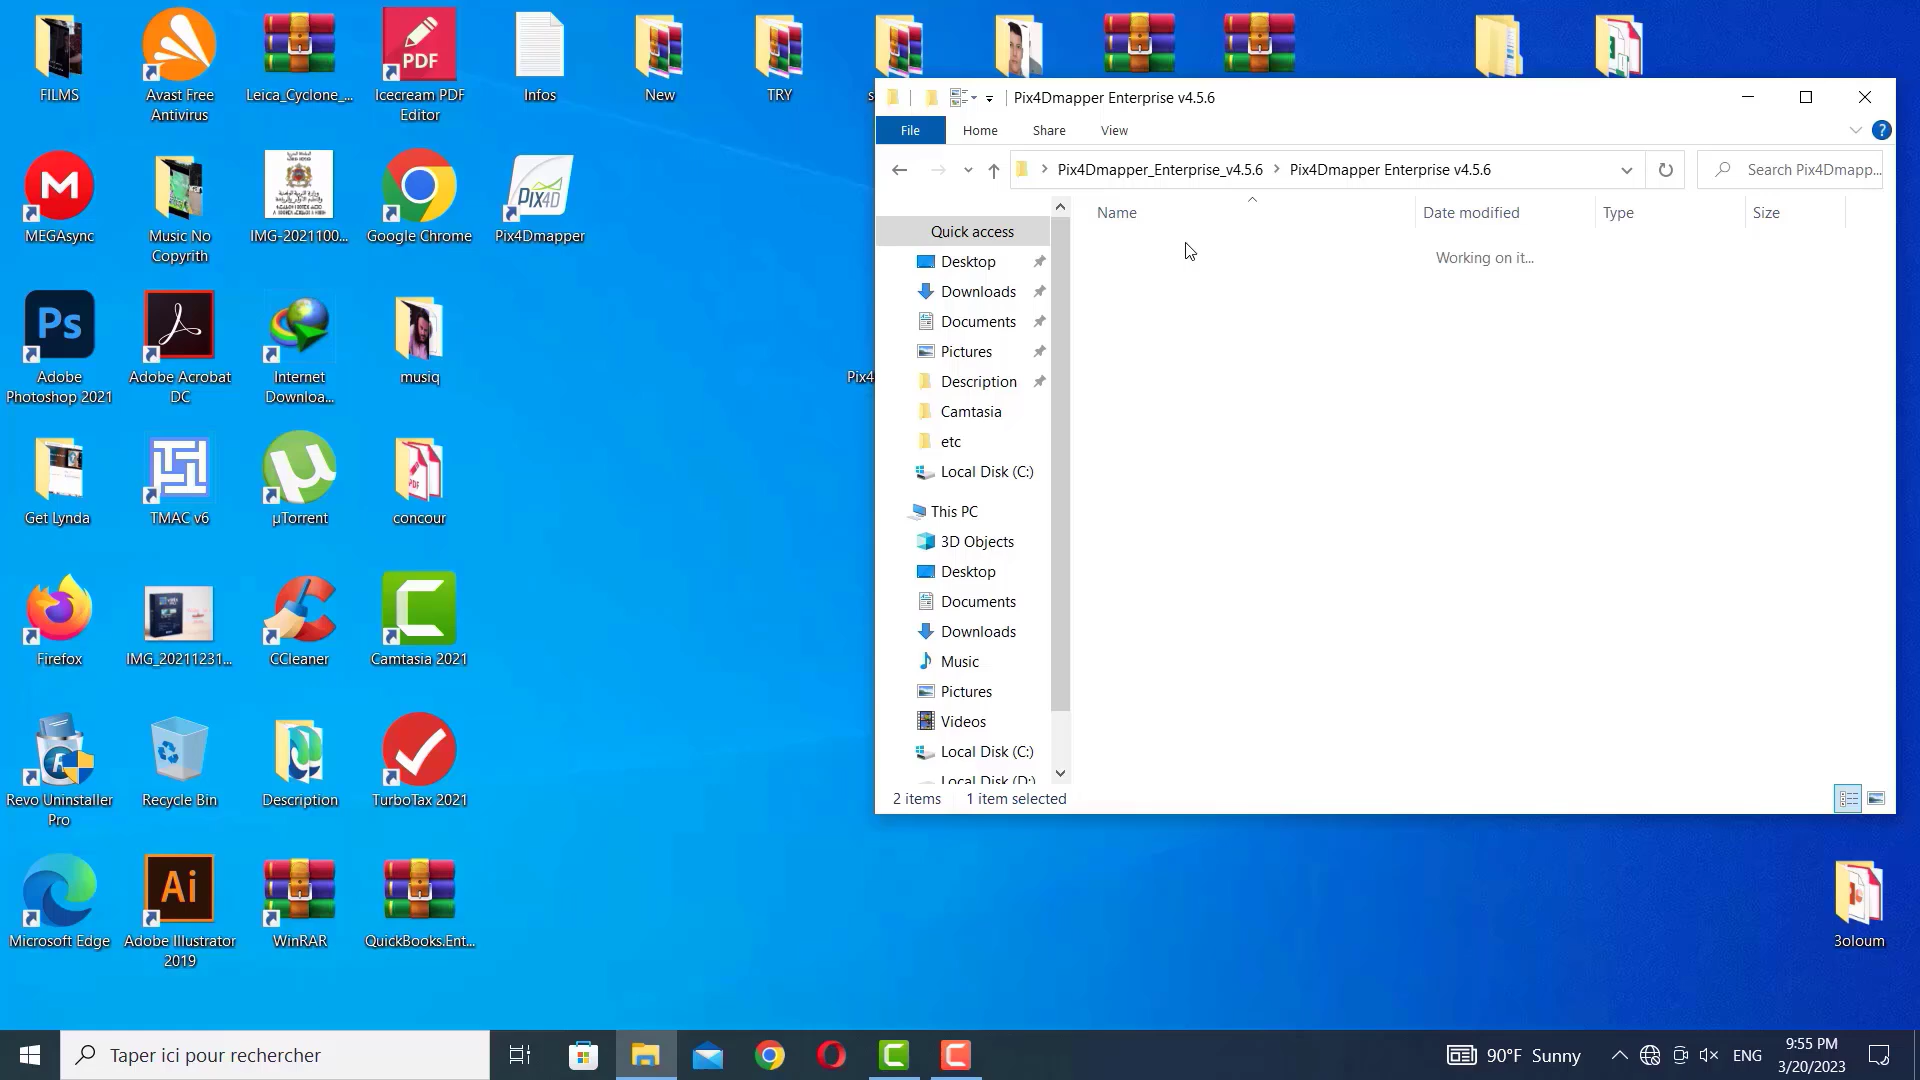 FILMS
Avast Free
Antivirus
Leica_Cyclone_...
PDF
Icecream PDF
Editor
Infos
New
TRY
MEGAsync
Music No
Copyrith
IMG-2021100...
Google Chrome
PIX4D
Pix4Dmapper
Ps
Adobe
Photoshop 2021
Adobe Acrobat
DC
Internet
Downloa...
musiq
Pix4
Get Lynda
TMAC v6
µTorrent
PDF
concour
Firefox
IMG_20211231...
CCleaner
Camtasia 2021
Revo Uninstaller
Pro
Recycle Bin
Description
TurboTax 2021
Microsoft Edge
Ai
Adobe Illustrator
2019
WinRAR
QuickBooks.Ent...
3oloum
Pix4Dmapper Enterprise v4.5.6
File Home Share View
Pix4Dmapper_Enterprise_v4.5.6 Pix4Dmapper Enterprise v4.5.6
Search Pix4Dmapp...
Name Date modified Type Size
Working on it...
Quick access
Desktop
Downloads
Documents
Pictures
Description
Camtasia
etc
Local Disk (C:)
This PC
3D Objects
Desktop
Documents
Downloads
Music
Pictures
Videos
Local Disk (C:)
Local Disk (D:)
2 items 1 item selected
Taper ici pour rechercher
90°F Sunny
ENG
9:55 PM
3/20/2023